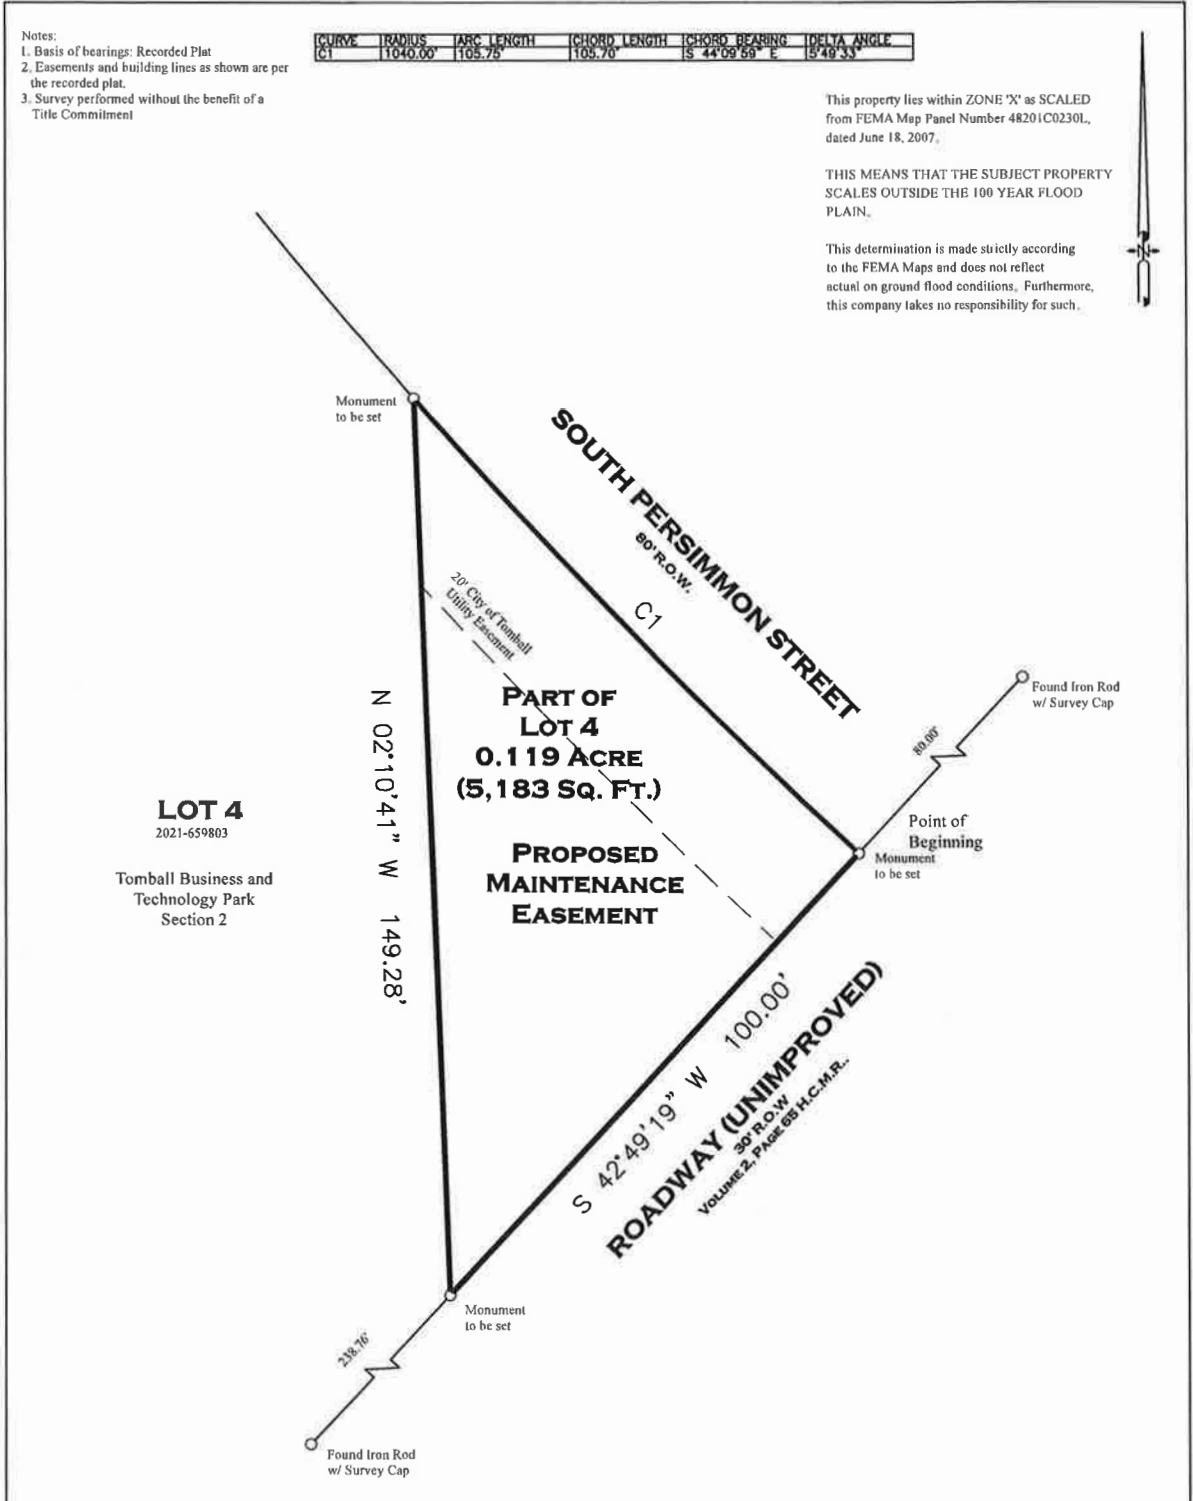 Notes:
1. Basis of bearings: Recorded Plat
2. Easements and building lines as shown are per
the recorded plat.
3. Survey performed without the benefit of a
Title Commitment
CURVE RADIUS ARC LENGTH CHORD LENGTH CHORD BEARING DELTA ANGLE
C1 1040.00' 105.75' 105.70' S 44°09'59" E 5°49'33"
This property lies within ZONE 'X' as SCALED
from FEMA Map Panel Number 48201C0230L,
dated June 18, 2007.
THIS MEANS THAT THE SUBJECT PROPERTY
SCALES OUTSIDE THE 100 YEAR FLOOD
PLAIN.
This determination is made strictly according
to the FEMA Maps and does not reflect
actual on ground flood conditions. Furthermore,
this company takes no responsibility for such.
N
Monument
to be set
SOUTH PERSIMMON STREET
80' R.O.W.
C1
20' City of Tomball
Utility Easement
Found Iron Rod
w/ Survey Cap
80.00'
PART OF
LOT 4
0.119 ACRE
(5,183 SQ. FT.)
PROPOSED
MAINTENANCE
EASEMENT
N 02°10'41" W 149.28'
LOT 4
2021-659803
Tomball Business and
Technology Park
Section 2
Point of
Beginning
Monument
to be set
S 42°49'19" W 100.00'
ROADWAY (UNIMPROVED)
30' R.O.W
VOLUME 2, PAGE 65 H.C.M.R..
Monument
to be set
238.76'
Found Iron Rod
w/ Survey Cap